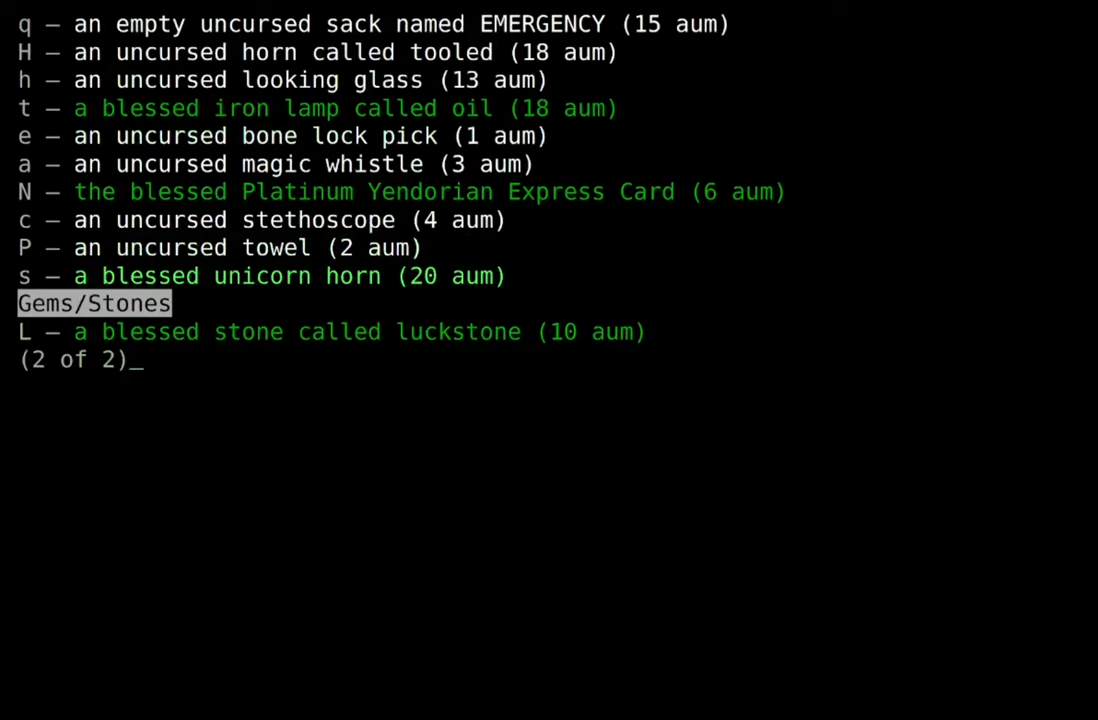 q – an empty uncursed sack named EMERGENCY (15 aum)
H – an uncursed horn called tooled (18 aum)
h – an uncursed looking glass (13 aum)
t – a blessed iron lamp called oil (18 aum)
e – an uncursed bone lock pick (1 aum)
a – an uncursed magic whistle (3 aum)
N – the blessed Platinum Yendorian Express Card (6 aum)
c – an uncursed stethoscope (4 aum)
P – an uncursed towel (2 aum)
s – a blessed unicorn horn (20 aum)
Gems/Stones
L – a blessed stone called luckstone (10 aum)
(2 of 2)_